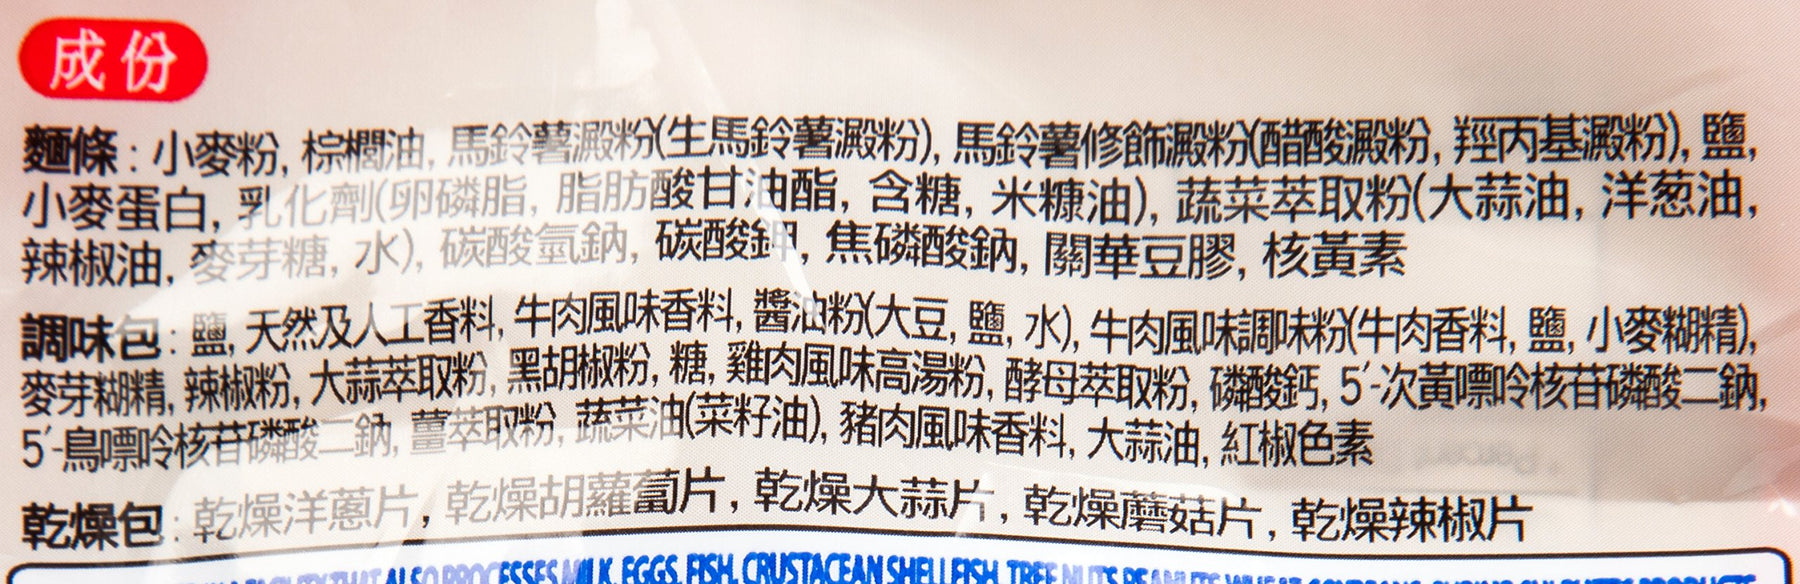 成份
麵條: 小麥粉, 棕櫚油, 馬鈴薯澱粉(生馬鈴薯澱粉), 馬鈴薯修飾澱粉(醋酸澱粉, 羥丙基澱粉), 鹽,
小麥蛋白, 乳化劑(卵磷脂, 脂肪酸甘油酯, 含糖, 米糠油), 蔬菜萃取粉(大蒜油, 洋葱油,
辣椒油, 麥芽糖, 水), 碳酸氫鈉, 碳酸鉀, 焦磷酸鈉, 關華豆膠, 核黃素
調味包: 鹽, 天然及人工香料, 牛肉風味香料, 醬油粉(大豆, 鹽, 水), 牛肉風味調味粉(牛肉香料, 鹽, 小麥糊精),
麥芽糊精, 辣椒粉, 大蒜萃取粉, 黑胡椒粉, 糖, 雞肉風味高湯粉, 酵母萃取粉, 磷酸鈣, 5´-次黃嘌呤核苷磷酸二鈉,
5´-鳥嘌呤核苷磷酸二鈉, 薑萃取粉, 蔬菜油(菜籽油), 豬肉風味香料, 大蒜油, 紅椒色素
乾燥包: 乾燥洋蔥片, 乾燥胡蘿蔔片, 乾燥大蒜片, 乾燥蘑菇片, 乾燥辣椒片
THAT ALSO PROCESSES MILK, EGGS, FISH, CRUSTACEAN SHELLFISH, TREE NUTS